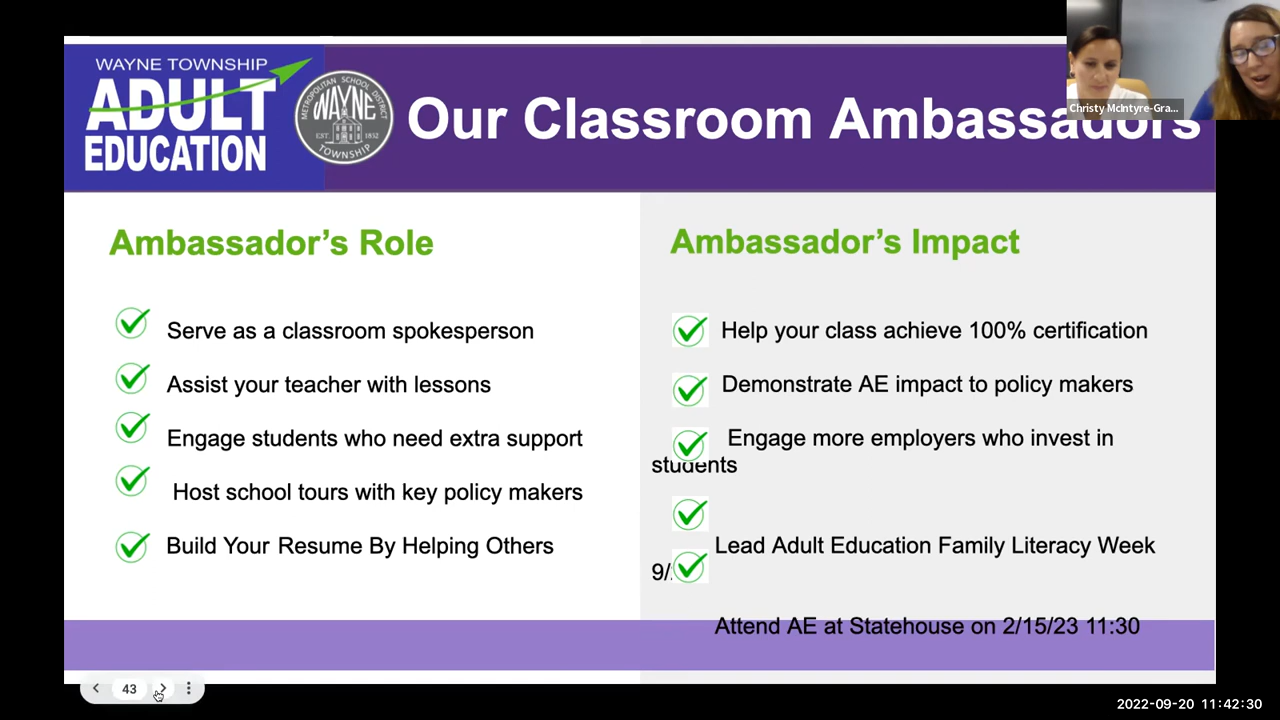 WAYNE TOWNSHIP
ADULT
EDUCATION
METROPOLITAN SCHOOL DISTRICT
WAYNE
EST. 1832
TOWNSHIP
Our Classroom Ambassadors
Christy McIntyre-Gra...
Ambassador's Role
Serve as a classroom spokesperson
Assist your teacher with lessons
Engage students who need extra support
Host school tours with key policy makers
Build Your Resume By Helping Others
Ambassador's Impact
Help your class achieve 100% certification
Demonstrate AE impact to policy makers
Engage more employers who invest in
students
Lead Adult Education Family Literacy Week
9/
Attend AE at Statehouse on 2/15/23 11:30
43
2022-09-20 11:42:30